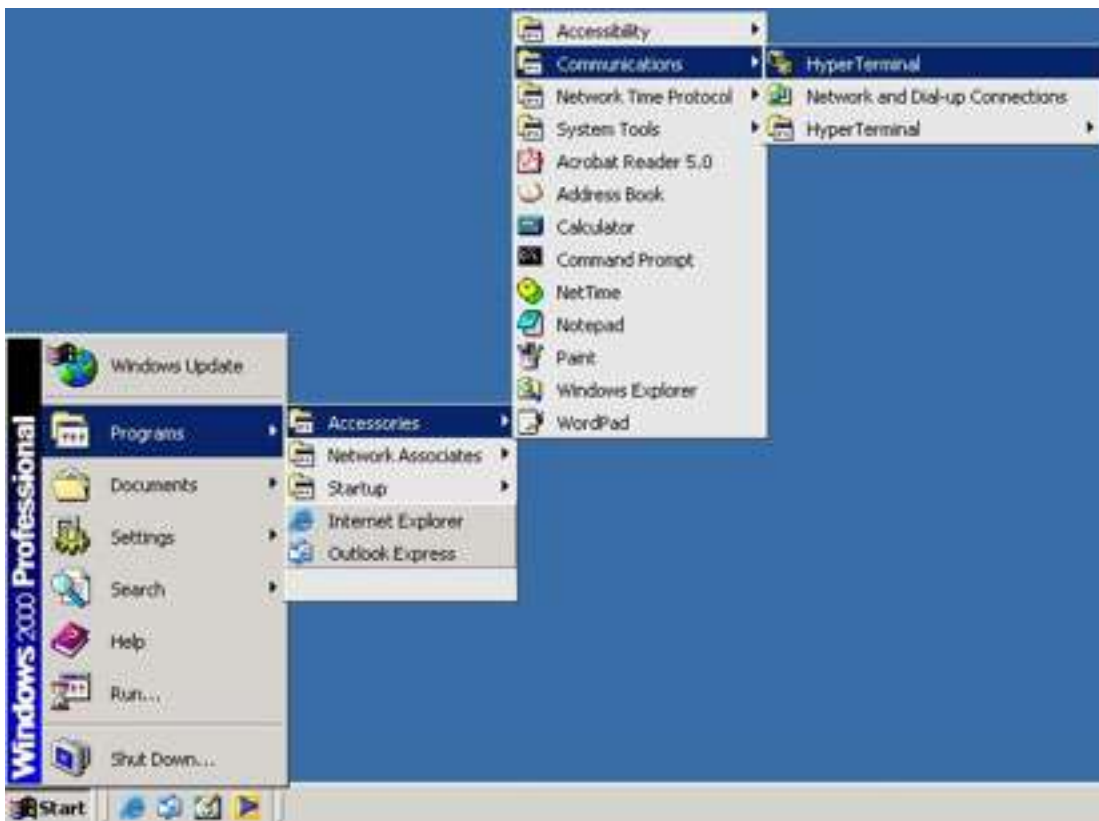 Accessibility
Communications
Network Time Protocol
System Tools
Acrobat Reader 5.0
Address Book
Calculator
Command Prompt
NetTime
Notepad
Paint
Windows Explorer
WordPad
HyperTerminal
Network and Dial-up Connections
HyperTerminal
Windows Update
Programs
Documents
Settings
Search
Help
Run...
Shut Down...
Accessories
Network Associates
Startup
Internet Explorer
Outlook Express
Windows 2000 Professional
Start